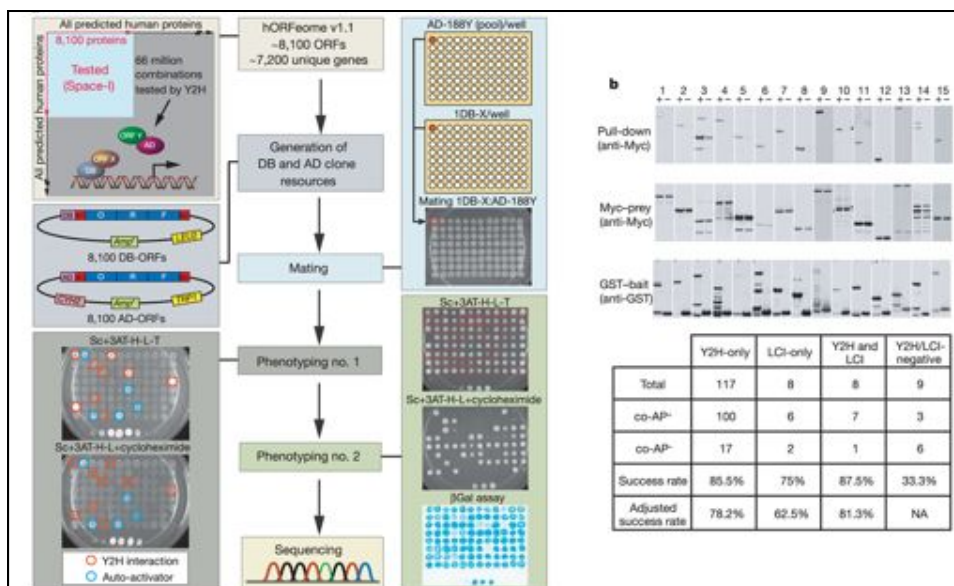 All predicted human proteins
8,100 proteins
All predicted human proteins
Tested
(Space-I)
66 million
combinations
tested by Y2H
ORF Y
AD
DB
hORFeome v1.1
~8,100 ORFs
~7,200 unique genes
Generation of
DB and AD clone
resources
Mating
Phenotyping no. 1
Phenotyping no. 2
Sequencing
DB
O R F
Ampʳ
LEU2
8,100 DB-ORFs
AD
O R F
CYH2
Ampʳ
TRP1
8,100 AD-ORFs
Sc+3AT-H-L-T
Sc+3AT-H-L+cycloheximide
Y2H interaction
Auto-activator
AD-188Y (pool)/well
1DB-X/well
Mating 1DB-X:AD-188Y
Sc+3AT-H-L-T
Sc+3AT-H-L+cycloheximide
βGal assay
b
1 2 3 4 5 6 7 8 9 10 11 12 13 14 15
+ - + - + - + - + - + - + - + - + - + - + - + - + - + - + -
Pull-down
(anti-Myc)
Myc–prey
(anti-Myc)
GST–bait
(anti-GST)
Y2H-only LCI-only Y2H and LCI Y2H/LCI-negative
Total 117 8 8 9
co-AP⁺ 100 6 7 3
co-AP⁻ 17 2 1 6
Success rate 85.5% 75% 87.5% 33.3%
Adjusted success rate 78.2% 62.5% 81.3% NA